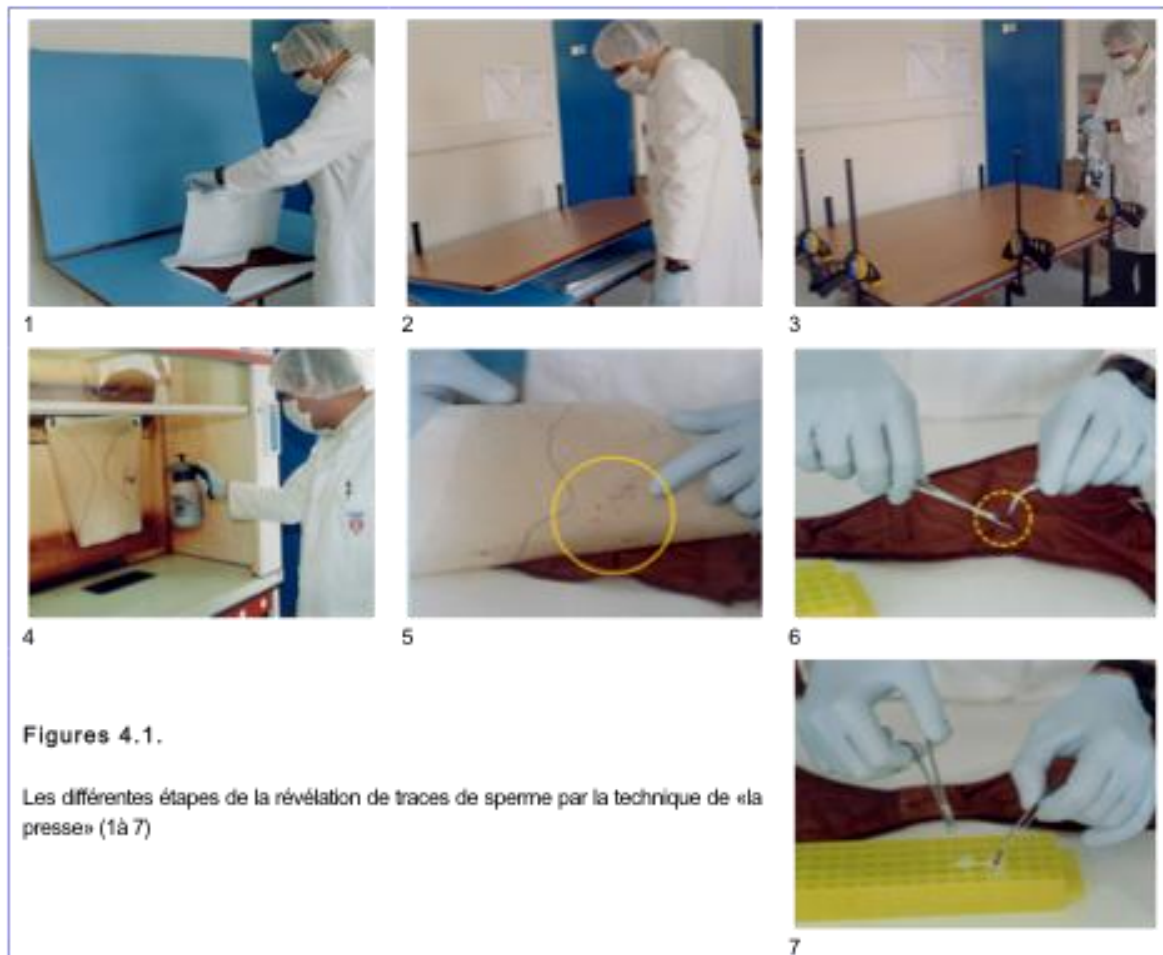 1
2
3
4
5
6
Figures 4.1.
Les différentes étapes de la révélation de traces de sperme par la technique de «la
presse» (1à 7)
7